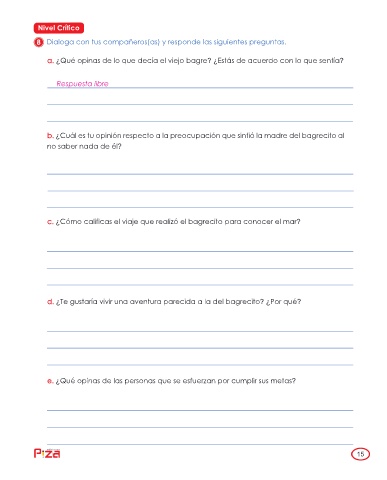 Nivel Crítico
8 Dialoga con tus compañeros(as) y responde las siguientes preguntas.
a. ¿Qué opinas de lo que decía el viejo bagre? ¿Estás de acuerdo con lo que sentía?
Respuesta libre
b. ¿Cuál es tu opinión respecto a la preocupación que sintió la madre del bagrecito al
no saber nada de él?
c. ¿Cómo calificas el viaje que realizó el bagrecito para conocer el mar?
d. ¿Te gustaría vivir una aventura parecida a la del bagrecito? ¿Por qué?
e. ¿Qué opinas de las personas que se esfuerzan por cumplir sus metas?
15